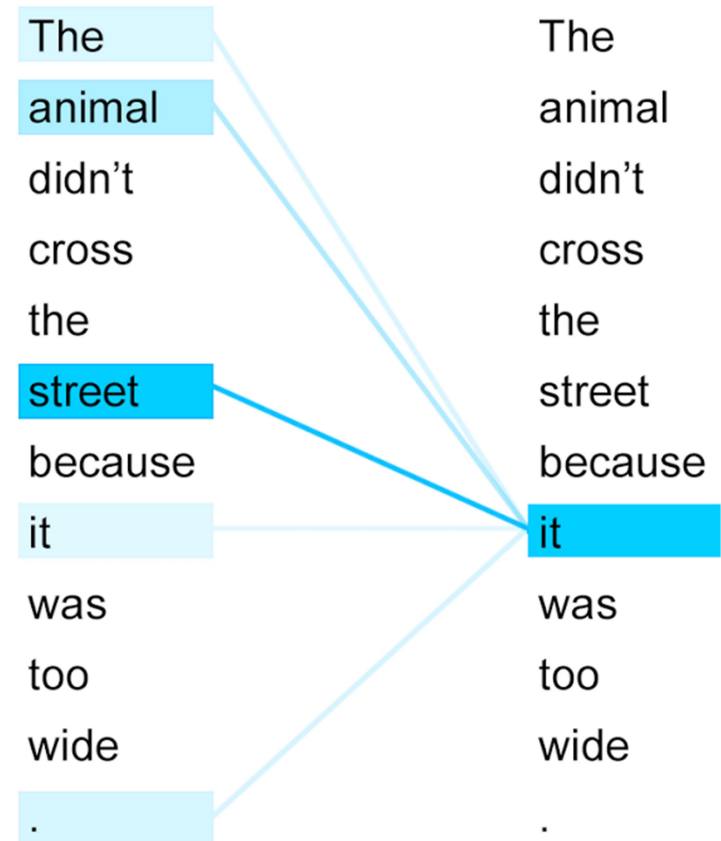 The
animal
didn’t
cross
the
street
because
it
was
too
wide
.
The
animal
didn’t
cross
the
street
because
it
was
too
wide
.